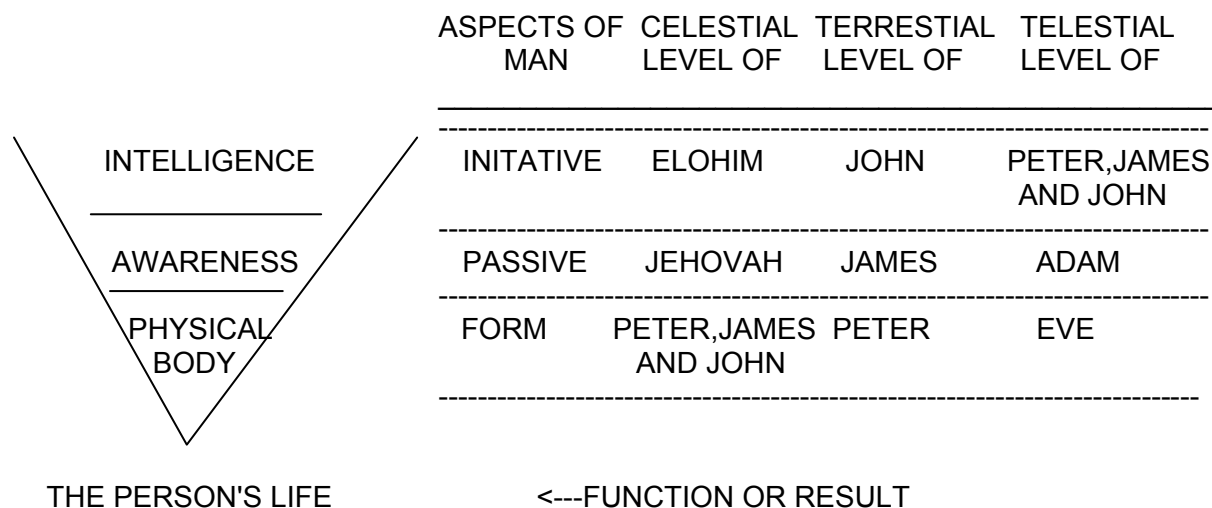 ASPECTS OF CELESTIAL TERRESTRIAL TELESTIAL
MAN LEVEL OF LEVEL OF LEVEL OF
INTELLIGENCE INITATIVE ELOHIM JOHN PETER,JAMES
AND JOHN
AWARENESS PASSIVE JEHOVAH JAMES ADAM
PHYSICAL FORM PETER,JAMES PETER EVE
BODY AND JOHN
THE PERSON'S LIFE <---FUNCTION OR RESULT